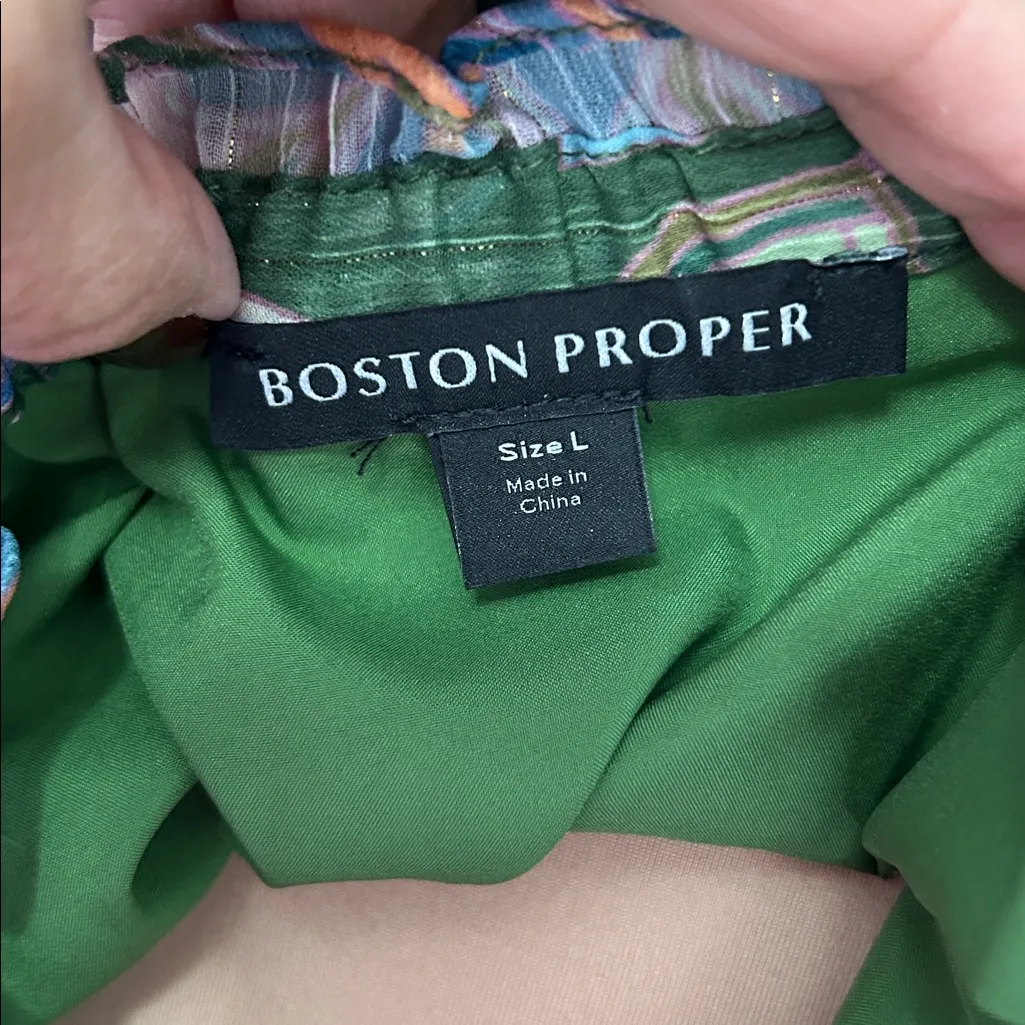 BOSTON PROPER
Size L
Made in
China